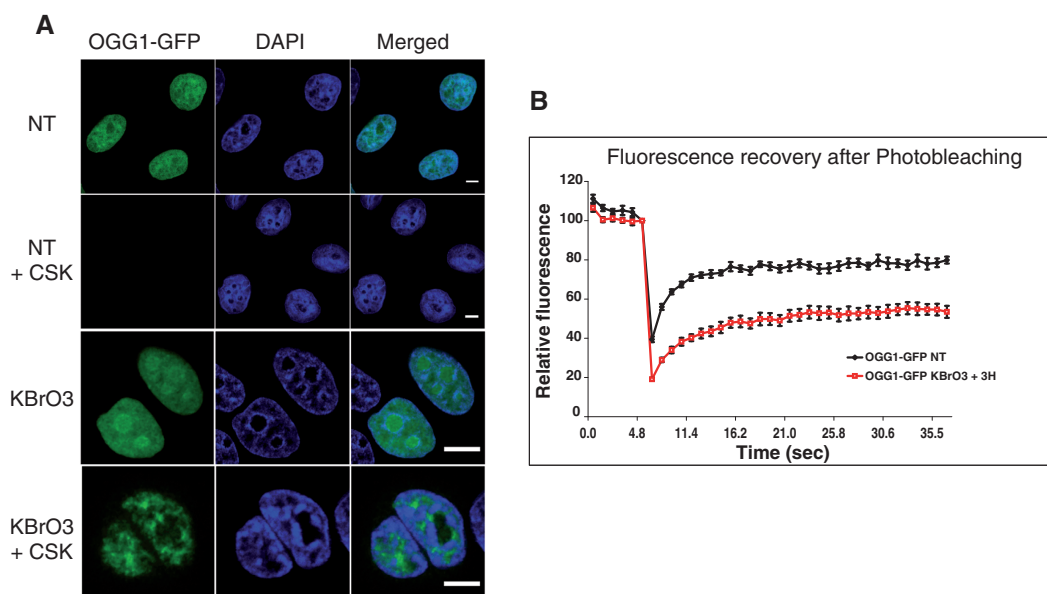 A
OGG1-GFP DAPI Merged
NT
NT
+ CSK
KBrO3
KBrO3
+ CSK
B
Fluorescence recovery after Photobleaching
Relative fluorescence
120
100
80
60
40
20
0
OGG1-GFP NT
OGG1-GFP KBrO3 + 3H
0.0 4.8 11.4 16.2 21.1 25.8 30.6 35.5
Time (sec)